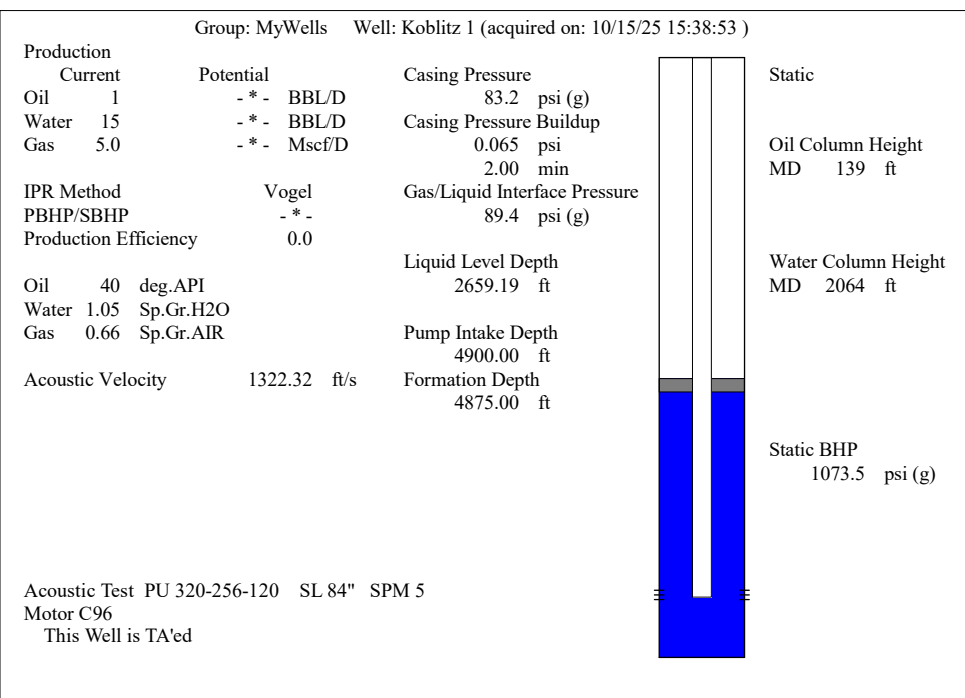 Group: MyWells Well: Koblitz 1 (acquired on: 10/15/25 15:38:53 )
Production
Current Potential
Oil 1 - * - BBL/D
Water 15 - * - BBL/D
Gas 5.0 - * - Mscf/D
IPR Method Vogel
PBHP/SBHP - * -
Production Efficiency 0.0
Oil 40 deg.API
Water 1.05 Sp.Gr.H2O
Gas 0.66 Sp.Gr.AIR
Acoustic Velocity 1322.32 ft/s
Casing Pressure
83.2 psi (g)
Casing Pressure Buildup
0.065 psi
2.00 min
Gas/Liquid Interface Pressure
89.4 psi (g)
Liquid Level Depth
2659.19 ft
Pump Intake Depth
4900.00 ft
Formation Depth
4875.00 ft
Static
Oil Column Height
MD 139 ft
Water Column Height
MD 2064 ft
Static BHP
1073.5 psi (g)
Acoustic Test PU 320-256-120 SL 84" SPM 5
Motor C96
This Well is TA'ed